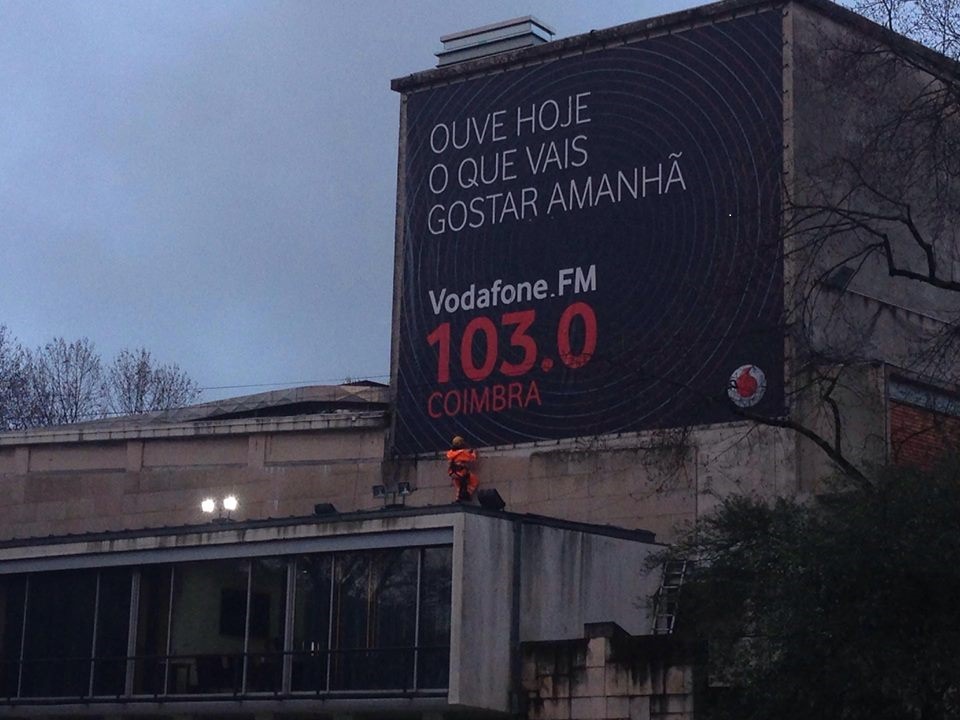 OUVE HOJE
O QUE VAIS
GOSTAR AMANHÃ
Vodafone.FM
103.0
COIMBRA